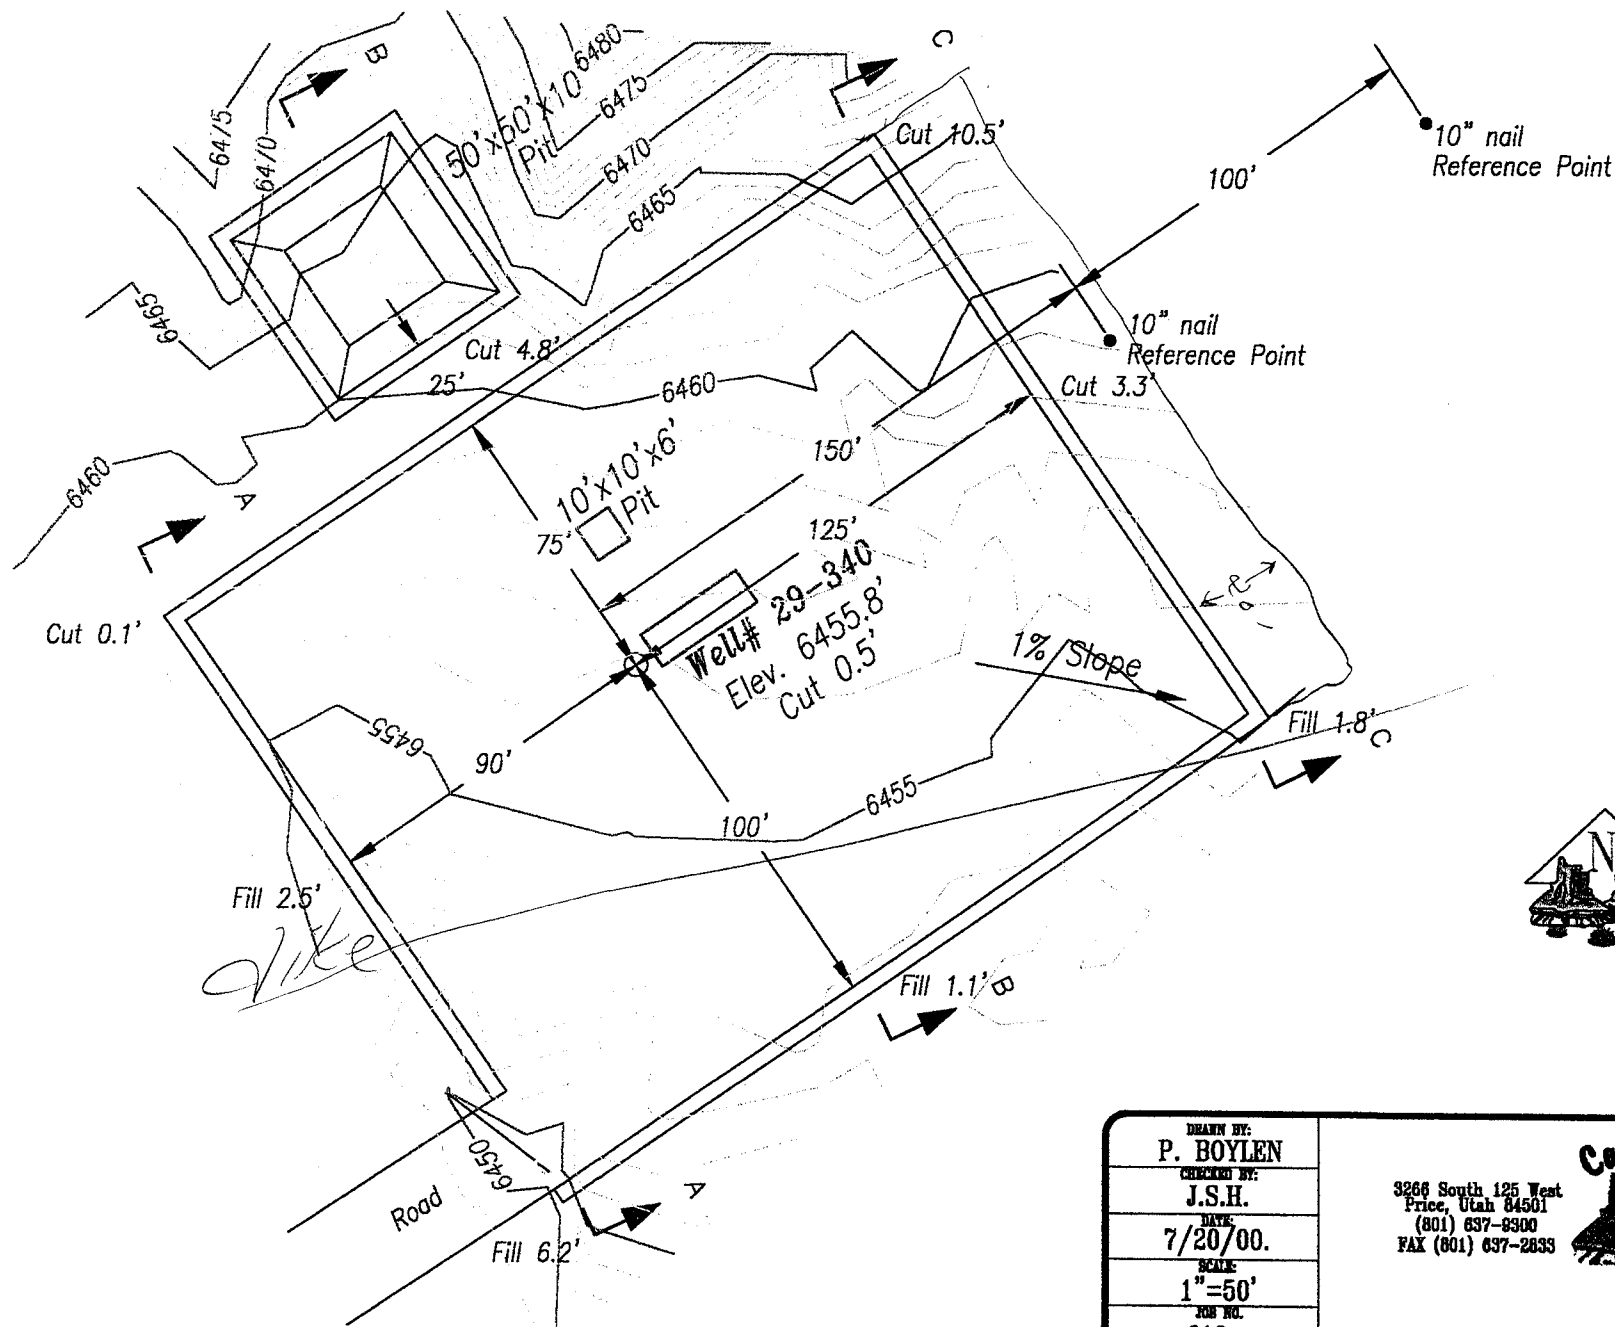 B
C
6480
6475
6470
6465
50'x50'x10'
Pit
6475
6470
Cut 10.5'
10" nail
Reference Point
100'
6465
10" nail
Reference Point
Cut 4.8'
25'
6460
Cut 3.3'
6460
A
150'
10'x10'x6'
Pit
75'
125'
Well# 29-340
Elev. 6455.8'
Cut 0.5'
Cut 0.1'
1% Slope
Fill 1.8'
C
6455
90'
6455
100'
Fill 2.5'
dike
N
Fill 1.1'
B
6450
Road
A
Fill 6.2'
DRAWN BY:
P. BOYLEN
CHECKED BY:
J.S.H.
DATE:
7/20/00.
SCALE:
1"=50'
JOB NO.
3266 South 125 West
Price, Utah 84501
(801) 637-9300
FAX (801) 637-2833